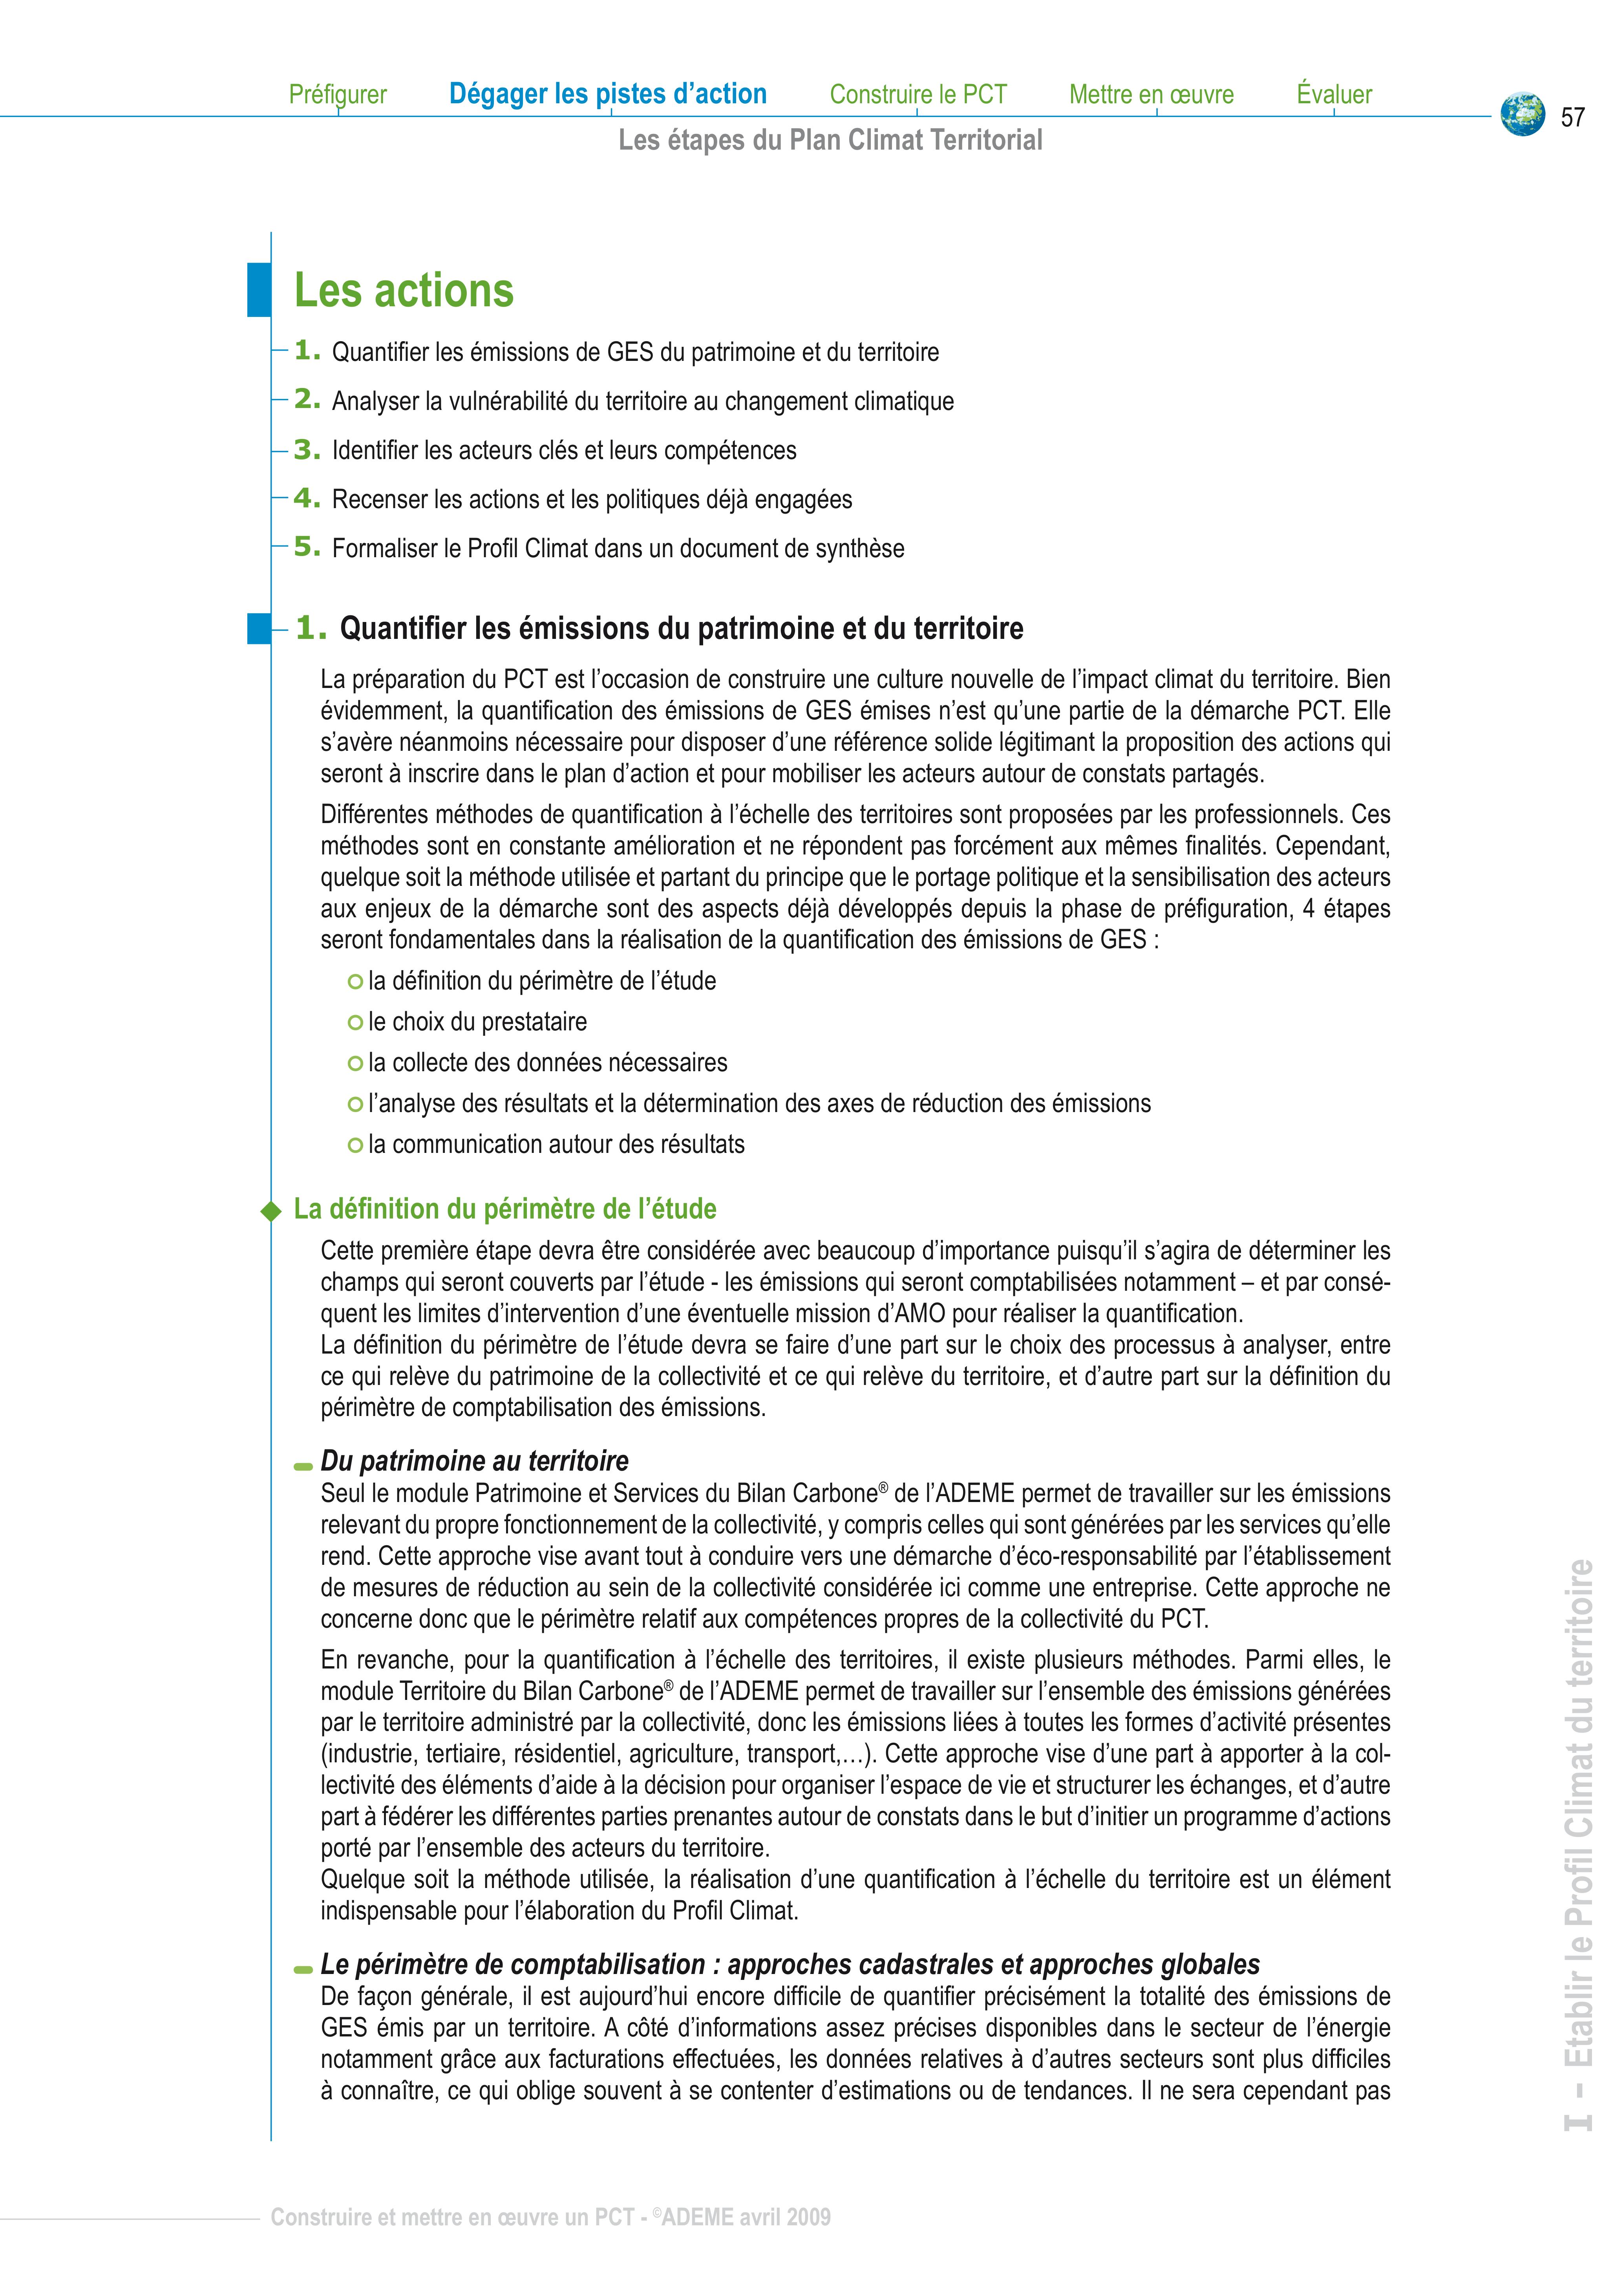 Préfigurer Dégager les pistes d’action Construire le PCT Mettre en œuvre Évaluer
57
Les étapes du Plan Climat Territorial
Les actions
1. Quantifier les émissions de GES du patrimoine et du territoire
2. Analyser la vulnérabilité du territoire au changement climatique
3. Identifier les acteurs clés et leurs compétences
4. Recenser les actions et les politiques déjà engagées
5. Formaliser le Profil Climat dans un document de synthèse
1. Quantifier les émissions du patrimoine et du territoire
La préparation du PCT est l’occasion de construire une culture nouvelle de l’impact climat du territoire. Bien
évidemment, la quantification des émissions de GES émises n’est qu’une partie de la démarche PCT. Elle
s’avère néanmoins nécessaire pour disposer d’une référence solide légitimant la proposition des actions qui
seront à inscrire dans le plan d’action et pour mobiliser les acteurs autour de constats partagés.
Différentes méthodes de quantification à l’échelle des territoires sont proposées par les professionnels. Ces
méthodes sont en constante amélioration et ne répondent pas forcément aux mêmes finalités. Cependant,
quelque soit la méthode utilisée et partant du principe que le portage politique et la sensibilisation des acteurs
aux enjeux de la démarche sont des aspects déjà développés depuis la phase de préfiguration, 4 étapes
seront fondamentales dans la réalisation de la quantification des émissions de GES :
la définition du périmètre de l’étude
le choix du prestataire
la collecte des données nécessaires
l’analyse des résultats et la détermination des axes de réduction des émissions
la communication autour des résultats
La définition du périmètre de l’étude
Cette première étape devra être considérée avec beaucoup d’importance puisqu’il s’agira de déterminer les
champs qui seront couverts par l’étude - les émissions qui seront comptabilisées notamment – et par consé-
quent les limites d’intervention d’une éventuelle mission d’AMO pour réaliser la quantification.
La définition du périmètre de l’étude devra se faire d’une part sur le choix des processus à analyser, entre
ce qui relève du patrimoine de la collectivité et ce qui relève du territoire, et d’autre part sur la définition du
périmètre de comptabilisation des émissions.
Du patrimoine au territoire
Seul le module Patrimoine et Services du Bilan Carbone® de l’ADEME permet de travailler sur les émissions
relevant du propre fonctionnement de la collectivité, y compris celles qui sont générées par les services qu’elle
rend. Cette approche vise avant tout à conduire vers une démarche d’éco-responsabilité par l’établissement
de mesures de réduction au sein de la collectivité considérée ici comme une entreprise. Cette approche ne
concerne donc que le périmètre relatif aux compétences propres de la collectivité du PCT.
En revanche, pour la quantification à l’échelle des territoires, il existe plusieurs méthodes. Parmi elles, le
module Territoire du Bilan Carbone® de l’ADEME permet de travailler sur l’ensemble des émissions générées
par le territoire administré par la collectivité, donc les émissions liées à toutes les formes d’activité présentes
(industrie, tertiaire, résidentiel, agriculture, transport,…). Cette approche vise d’une part à apporter à la col-
lectivité des éléments d’aide à la décision pour organiser l’espace de vie et structurer les échanges, et d’autre
part à fédérer les différentes parties prenantes autour de constats dans le but d’initier un programme d’actions
porté par l’ensemble des acteurs du territoire.
Quelque soit la méthode utilisée, la réalisation d’une quantification à l’échelle du territoire est un élément
indispensable pour l’élaboration du Profil Climat.
Le périmètre de comptabilisation : approches cadastrales et approches globales
De façon générale, il est aujourd’hui encore difficile de quantifier précisément la totalité des émissions de
GES émis par un territoire. A côté d’informations assez précises disponibles dans le secteur de l’énergie
notamment grâce aux facturations effectuées, les données relatives à d’autres secteurs sont plus difficiles
à connaître, ce qui oblige souvent à se contenter d’estimations ou de tendances. Il ne sera cependant pas
I – Etablir le Profil Climat du territoire
Construire et mettre en œuvre un PCT - ©ADEME avril 2009